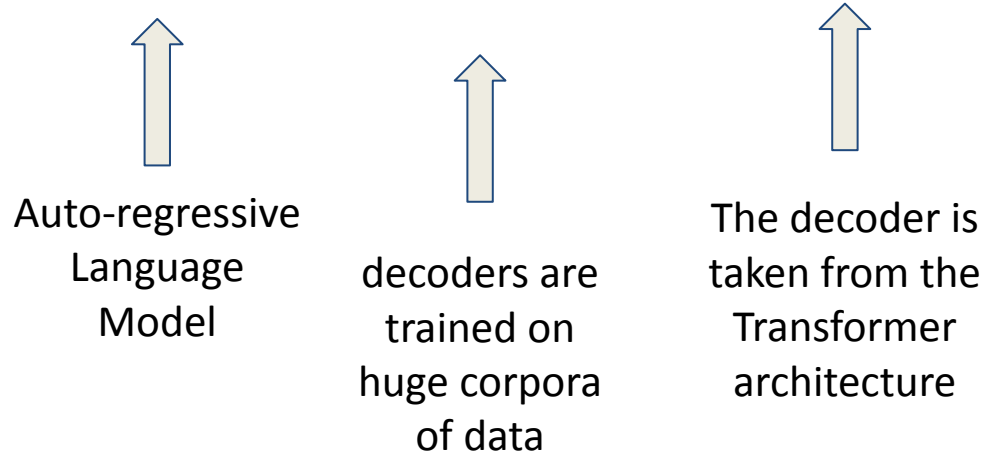 Auto-regressive
Language
Model
decoders are
trained on
huge corpora
of data
The decoder is
taken from the
Transformer
architecture